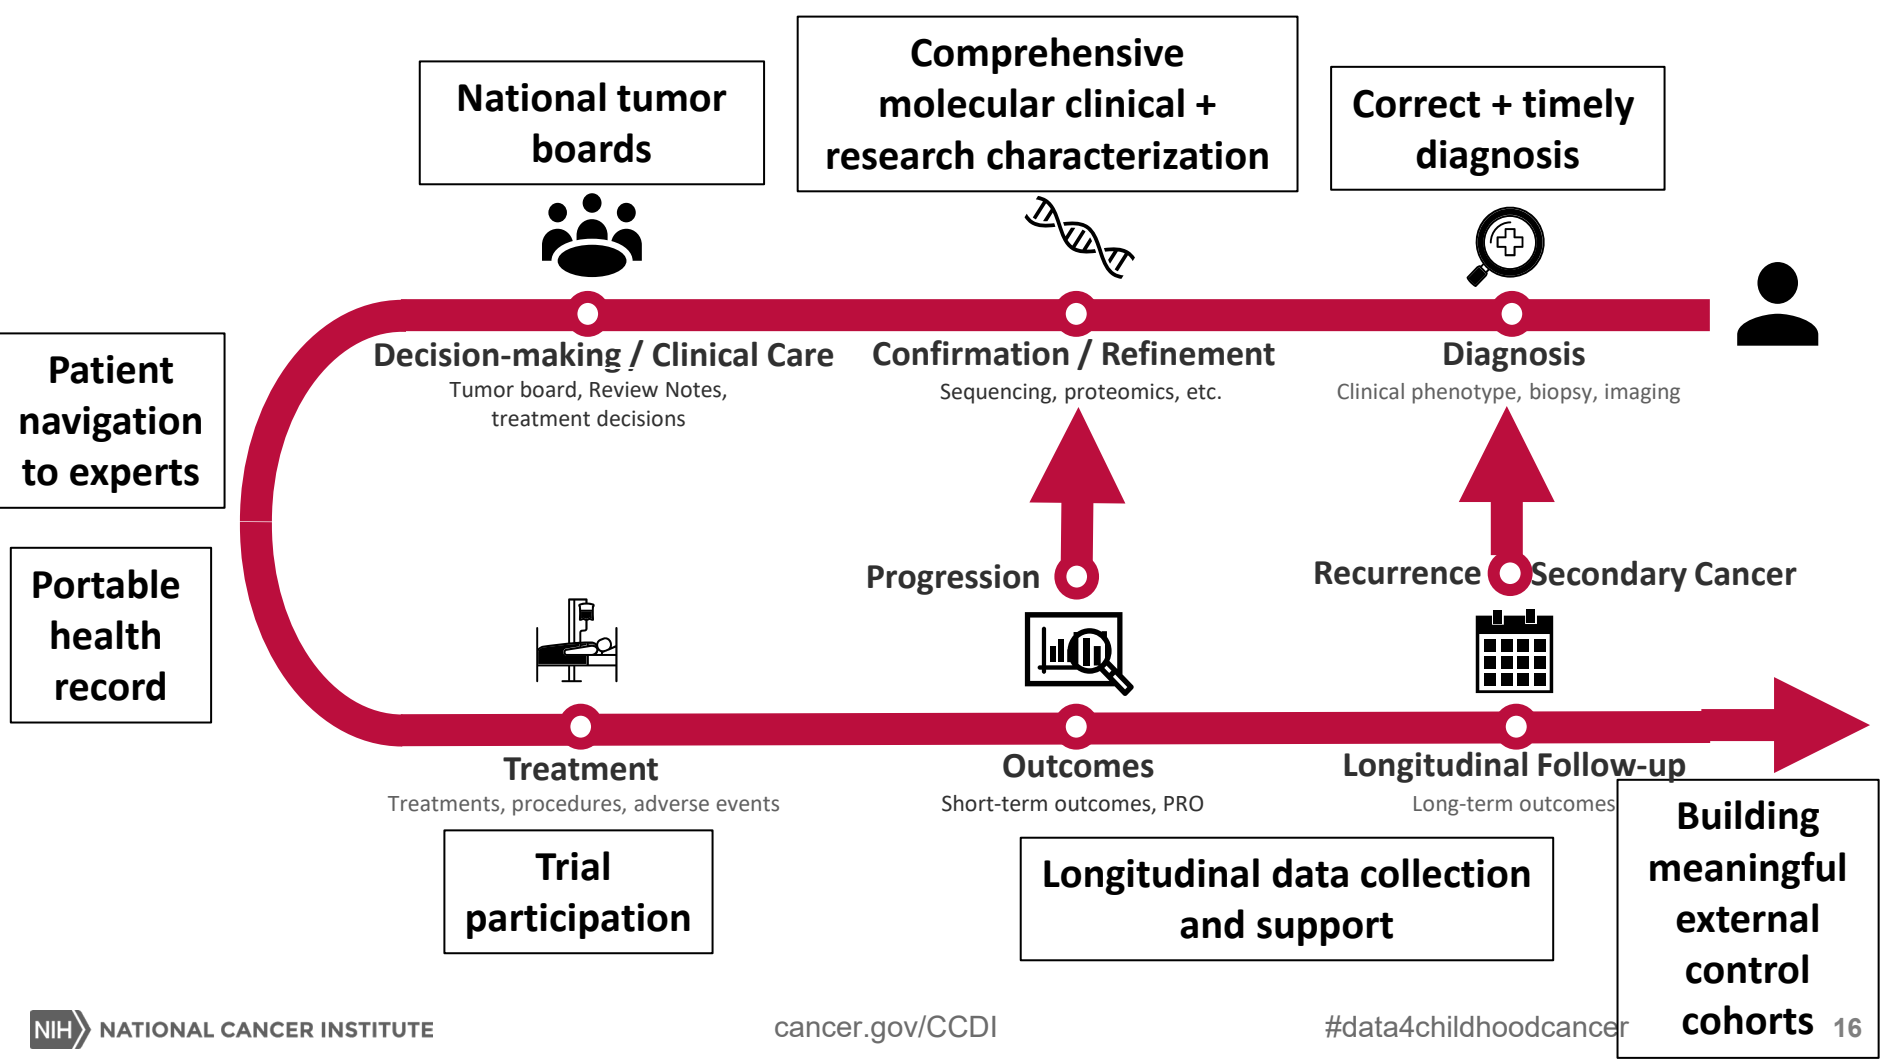 National tumor
boards
Comprehensive
molecular clinical +
research characterization
Correct + timely
diagnosis
Decision-making / Clinical Care
Tumor board, Review Notes,
treatment decisions
Confirmation / Refinement
Sequencing, proteomics, etc.
Diagnosis
Clinical phenotype, biopsy, imaging
Patient
navigation
to experts
Portable
health
record
Progression
Recurrence
Secondary Cancer
Treatment
Treatments, procedures, adverse events
Outcomes
Short-term outcomes, PRO
Longitudinal Follow-up
Long-term outcomes
Trial
participation
Longitudinal data collection
and support
Building
meaningful
external
control
cohorts
NIH NATIONAL CANCER INSTITUTE
cancer.gov/CCDI
#data4childhoodcancer
16